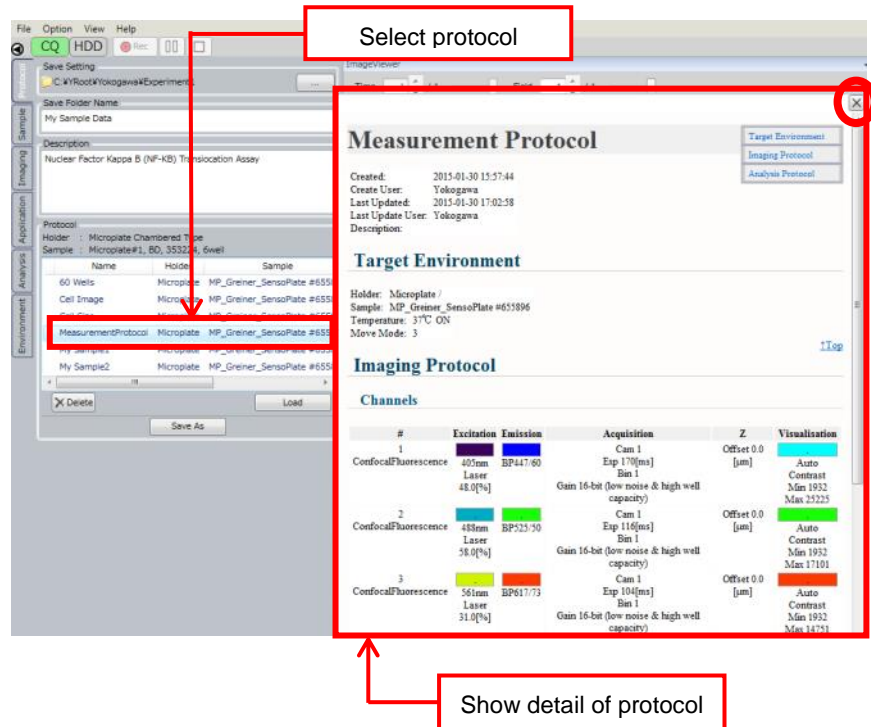 Select protocol
File Option View Help
CQ HDD Rec
Protocol
Sample
Imaging
Application
Analysis
Environment
Save Setting
C:¥YRoot¥Yokogawa¥Experiment1
...
Save Folder Name
My Sample Data
Description
Nuclear Factor Kappa B (NF-KB) Translocation Assay
Protocol
Holder : Microplate Chambered Type
Sample : Microplate#1, BD, 353224, 6well
Name Holder Sample
60 Wells Microplate MP_Greiner_SensoPlate #6558
Cell Image Microplate MP_Greiner_SensoPlate #6558
MeasurementProtocol Microplate MP_Greiner_SensoPlate #6558
My Sample1 Microplate MP_Greiner_SensoPlate #6558
My Sample2 Microplate MP_Greiner_SensoPlate #6558
Delete
Load
Save As
ImageViewer
Measurement Protocol
Target Environment
Imaging Protocol
Analysis Protocol
Created: 2015-01-30 15:57:44
Create User: Yokogawa
Last Updated: 2015-01-30 17:02:58
Last Update User: Yokogawa
Description:
Target Environment
Holder: Microplate /
Sample: MP_Greiner_SensoPlate #655896
Temperature: 37℃ ON
Move Mode: 3
↑Top
Imaging Protocol
Channels
# Excitation Emission Acquisition Z Visualisation
1 Cam 1 Offset 0.0
ConfocalFluorescence 405nm BP447/60 Exp 170[ms] [µm] Auto
Laser Bin 1 Contrast
48.0[%] Gain 16-bit (low noise & high well Min 1932
capacity) Max 25225
2 Cam 1 Offset 0.0
ConfocalFluorescence 488nm BP525/50 Exp 116[ms] [µm] Auto
Laser Bin 1 Contrast
58.0[%] Gain 16-bit (low noise & high well Min 1932
capacity) Max 17101
3 Cam 1 Offset 0.0
ConfocalFluorescence 561nm BP617/73 Exp 104[ms] [µm] Auto
Laser Bin 1 Contrast
31.0[%] Gain 16-bit (low noise & high well Min 1932
capacity) Max 14751
Show detail of protocol